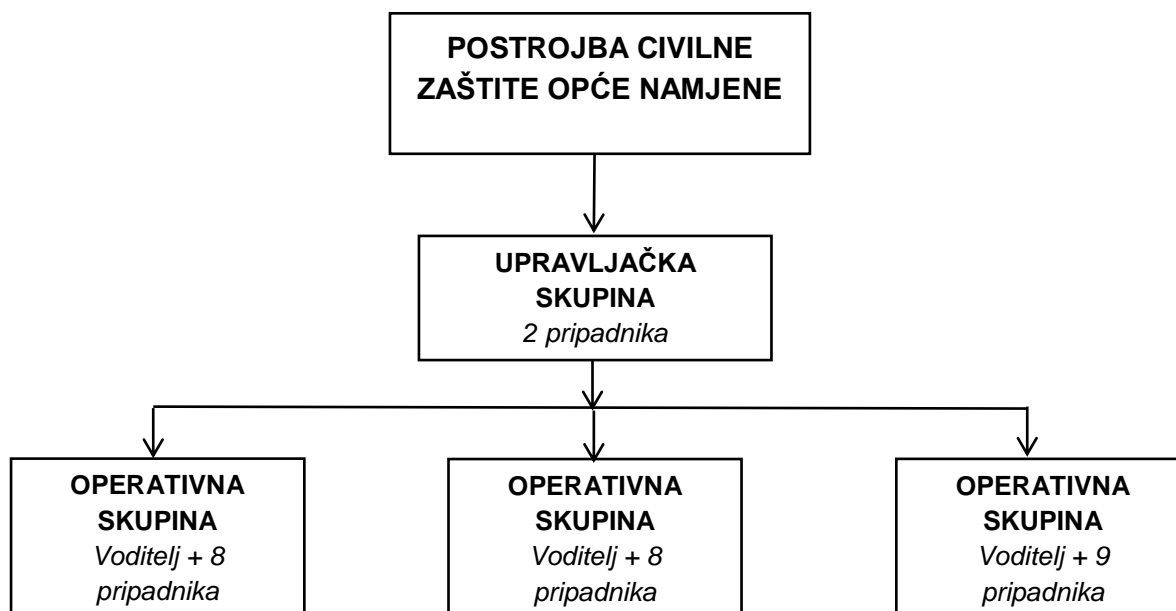 POSTROJBA CIVILNE
ZAŠTITE OPĆE NAMJENE
UPRAVLJAČKA
SKUPINA
2 pripadnika
OPERATIVNA
SKUPINA
Voditelj + 8
pripadnika
OPERATIVNA
SKUPINA
Voditelj + 8
pripadnika
OPERATIVNA
SKUPINA
Voditelj + 9
pripadnika